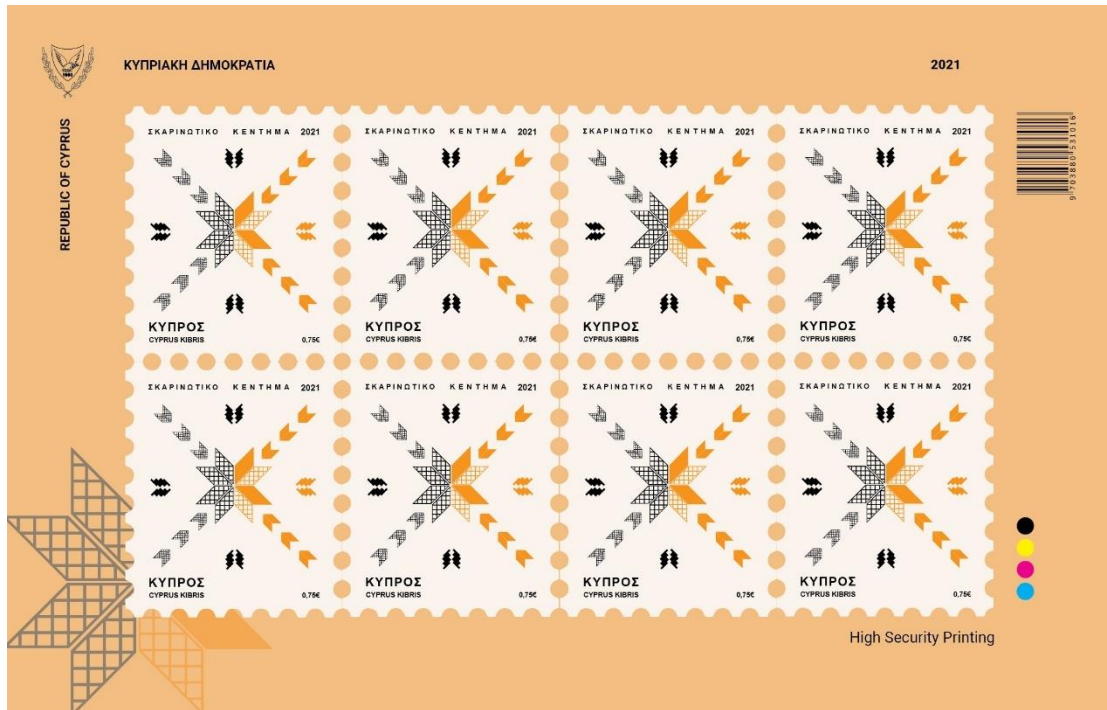 ΚΥΠΡΙΑΚΗ ΔΗΜΟΚΡΑΤΙΑ
2021
REPUBLIC OF CYPRUS
9 703880 531016
ΣΚΑΡΙΝΩΤΙΚΟ ΚΕΝΤΗΜΑ 2021
ΚΥΠΡΟΣ
CYPRUS KIBRIS
0,75€
ΣΚΑΡΙΝΩΤΙΚΟ ΚΕΝΤΗΜΑ 2021
ΚΥΠΡΟΣ
CYPRUS KIBRIS
0,75€
ΣΚΑΡΙΝΩΤΙΚΟ ΚΕΝΤΗΜΑ 2021
ΚΥΠΡΟΣ
CYPRUS KIBRIS
0,75€
ΣΚΑΡΙΝΩΤΙΚΟ ΚΕΝΤΗΜΑ 2021
ΚΥΠΡΟΣ
CYPRUS KIBRIS
0,75€
ΣΚΑΡΙΝΩΤΙΚΟ ΚΕΝΤΗΜΑ 2021
ΚΥΠΡΟΣ
CYPRUS KIBRIS
0,75€
ΣΚΑΡΙΝΩΤΙΚΟ ΚΕΝΤΗΜΑ 2021
ΚΥΠΡΟΣ
CYPRUS KIBRIS
0,75€
ΣΚΑΡΙΝΩΤΙΚΟ ΚΕΝΤΗΜΑ 2021
ΚΥΠΡΟΣ
CYPRUS KIBRIS
0,75€
ΣΚΑΡΙΝΩΤΙΚΟ ΚΕΝΤΗΜΑ 2021
ΚΥΠΡΟΣ
CYPRUS KIBRIS
0,75€
High Security Printing